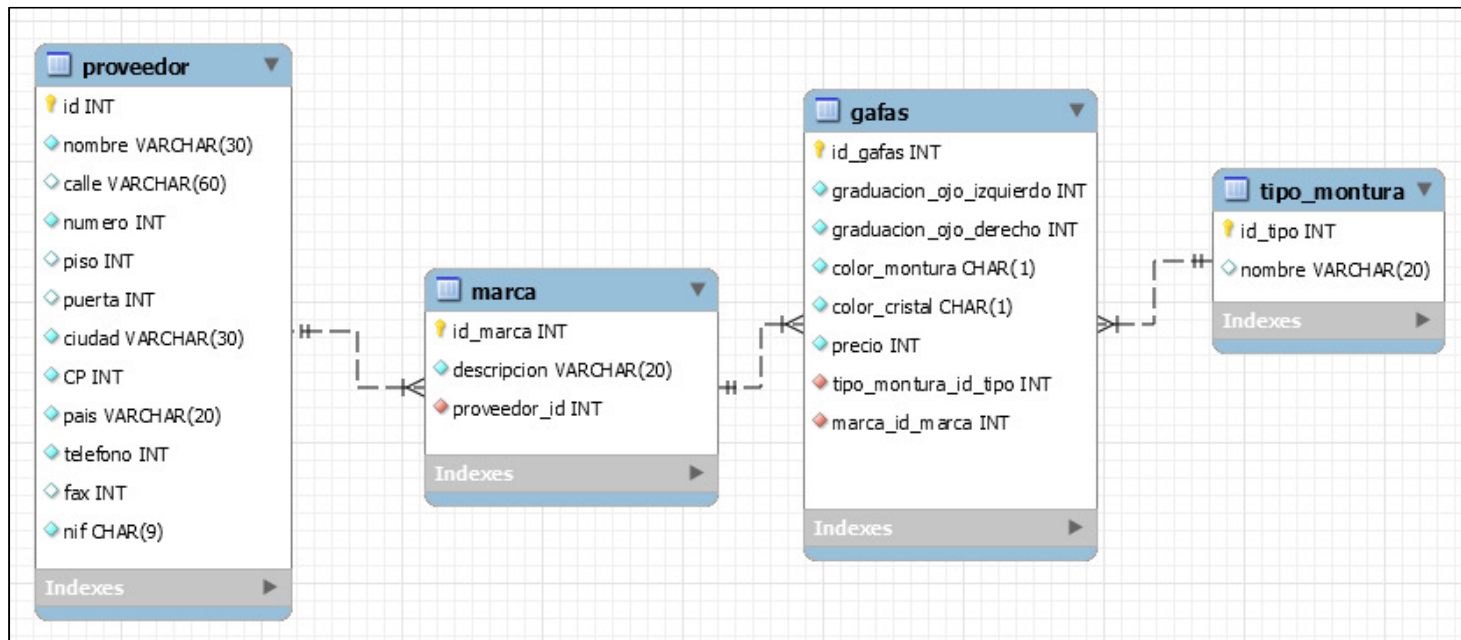 proveedor
id INT
nombre VARCHAR(30)
calle VARCHAR(60)
numero INT
piso INT
puerta INT
ciudad VARCHAR(30)
CP INT
pais VARCHAR(20)
telefono INT
fax INT
nif CHAR(9)
Indexes
marca
id_marca INT
descripcion VARCHAR(20)
proveedor_id INT
Indexes
gafas
id_gafas INT
graduacion_ojo_izquierdo INT
graduacion_ojo_derecho INT
color_montura CHAR(1)
color_cristal CHAR(1)
precio INT
tipo_montura_id_tipo INT
marca_id_marca INT
Indexes
tipo_montura
id_tipo INT
nombre VARCHAR(20)
Indexes